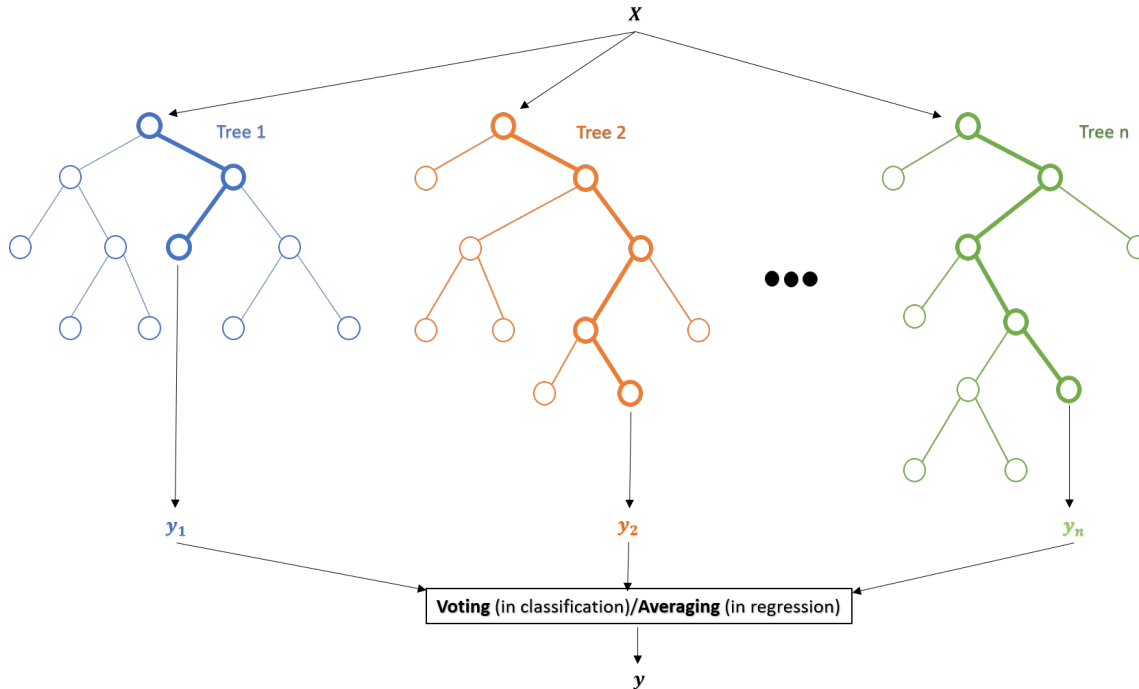 X
Tree 1
Tree 2
Tree n
y₁
y₂
yₙ
Voting (in classification)/Averaging (in regression)
y